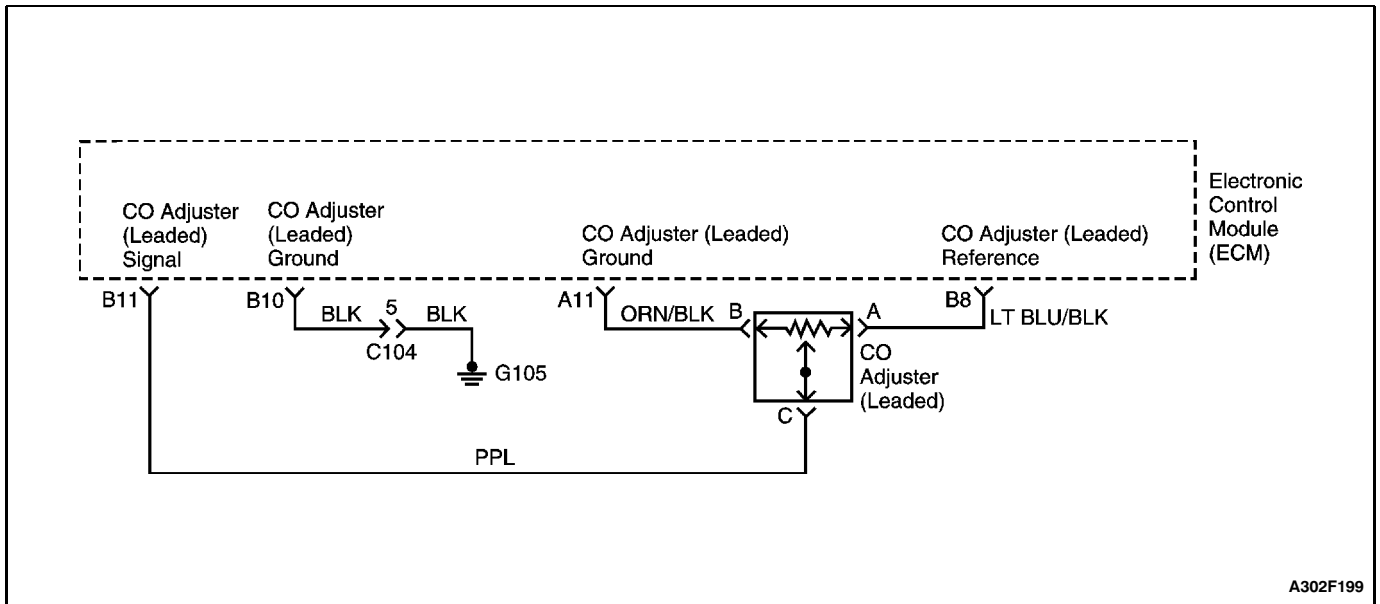 Electronic
Control
Module
(ECM)
CO Adjuster
(Leaded)
Signal
CO Adjuster
(Leaded)
Ground
CO Adjuster (Leaded)
Ground
CO Adjuster (Leaded)
Reference
B11
B10
BLK
5
BLK
C104
G105
A11
ORN/BLK
B
A
B8
LT BLU/BLK
CO
Adjuster
(Leaded)
C
PPL
A302F199